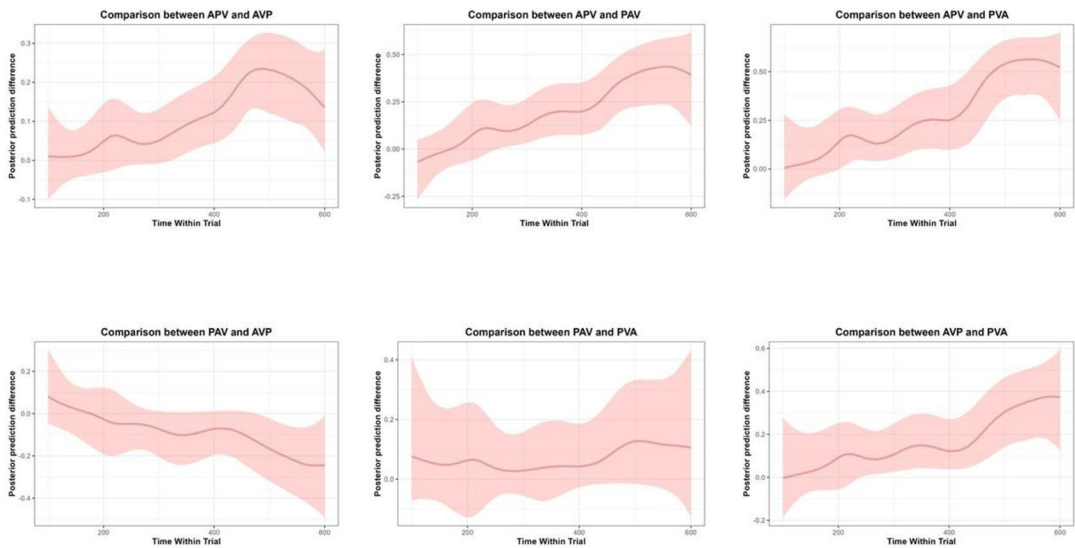 Comparison between APV and AVP
Posterior prediction difference
0.3
0.2
0.1
0.0
-0.1
200
400
600
Time Within Trial
Comparison between APV and PAV
Posterior prediction difference
0.50
0.25
0.00
-0.25
200
400
600
Time Within Trial
Comparison between APV and PVA
Posterior prediction difference
0.50
0.25
0.00
200
400
600
Time Within Trial
Comparison between PAV and AVP
Posterior prediction difference
0.2
0.0
-0.2
-0.4
200
400
600
Time Within Trial
Comparison between PAV and PVA
Posterior prediction difference
0.4
0.2
0.0
200
400
600
Time Within Trial
Comparison between AVP and PVA
Posterior prediction difference
0.6
0.4
0.2
0.0
-0.2
200
400
600
Time Within Trial